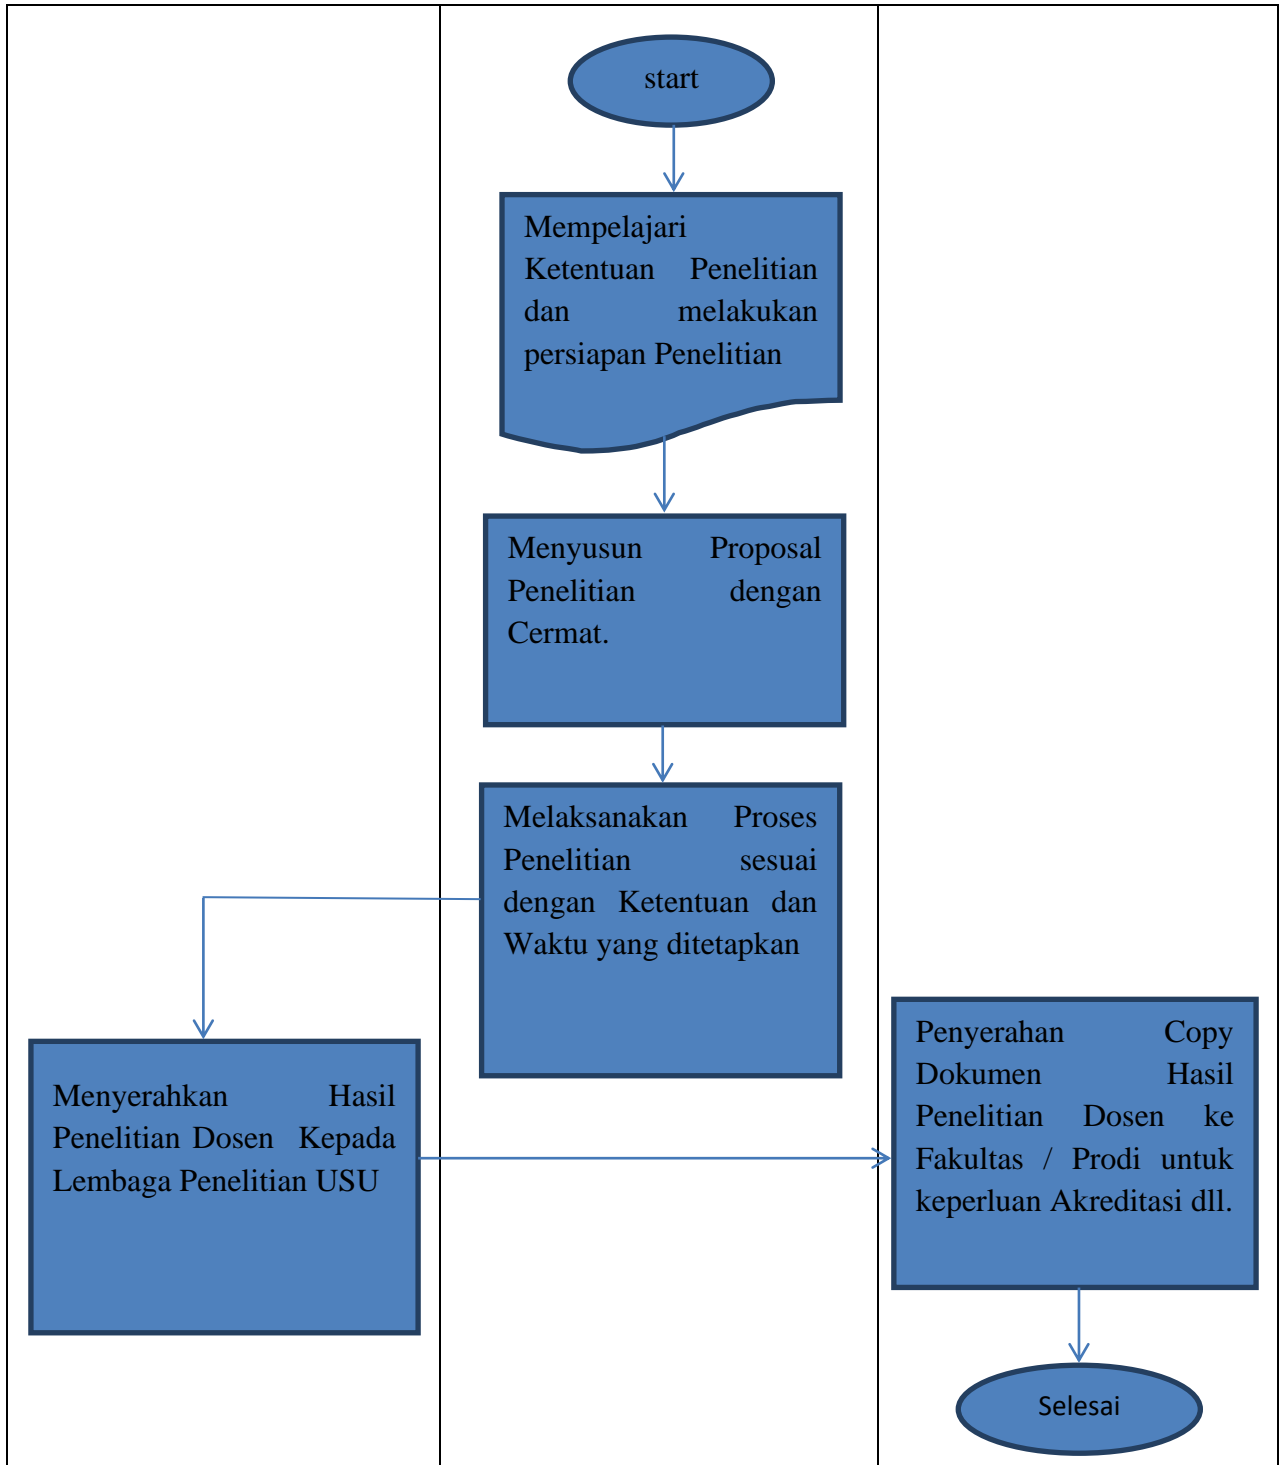 start
Mempelajari
Ketentuan Penelitian
dan melakukan
persiapan Penelitian
Menyusun Proposal
Penelitian dengan
Cermat.
Melaksanakan Proses
Penelitian sesuai
dengan Ketentuan dan
Waktu yang ditetapkan
Menyerahkan Hasil
Penelitian Dosen Kepada
Lembaga Penelitian USU
Penyerahan Copy
Dokumen Hasil
Penelitian Dosen ke
Fakultas / Prodi untuk
keperluan Akreditasi dll.
Selesai